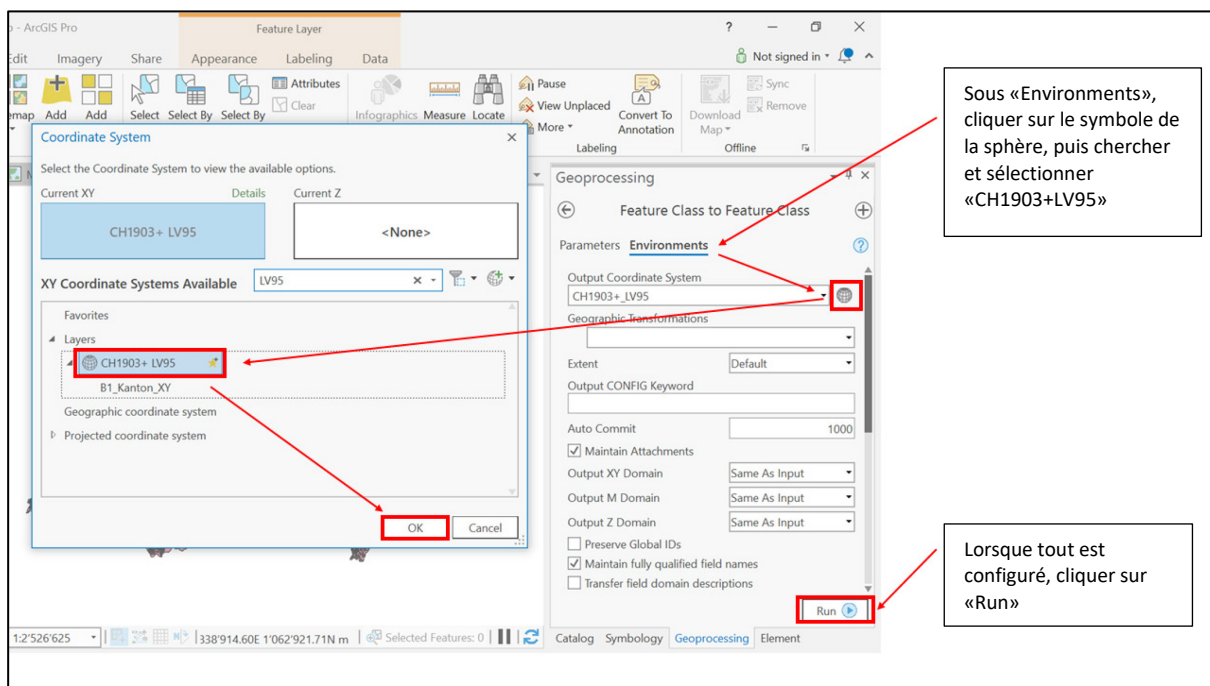 - ArcGIS Pro
Feature Layer
?
Edit Imagery Share Appearance Labeling Data
Not signed in
Add Add Select Select By Select By
Attributes
Clear
Infographics Measure Locate
Pause
View Unplaced
More
Convert To
Annotation
Download
Map
Sync
Remove
Labeling
Offline
Coordinate System
Select the Coordinate System to view the available options.
Current XY Details Current Z
CH1903+ LV95
<None>
XY Coordinate Systems Available LV95
Favorites
Layers
CH1903+ LV95
B1_Kanton_XY
Geographic coordinate system
Projected coordinate system
OK Cancel
Geoprocessing
Feature Class to Feature Class
Parameters Environments
?
Output Coordinate System
CH1903+_LV95
Geographic Transformations
Extent Default
Output CONFIG Keyword
Auto Commit 1000
Maintain Attachments
Output XY Domain Same As Input
Output M Domain Same As Input
Output Z Domain Same As Input
Preserve Global IDs
Maintain fully qualified field names
Transfer field domain descriptions
Run
1:2'526'625 338'914.60E 1'062'921.71N m Selected Features: 0
Catalog Symbology Geoprocessing Element
Sous «Environments»,
cliquer sur le symbole de
la sphère, puis chercher
et sélectionner
«CH1903+LV95»
Lorsque tout est
configuré, cliquer sur
«Run»